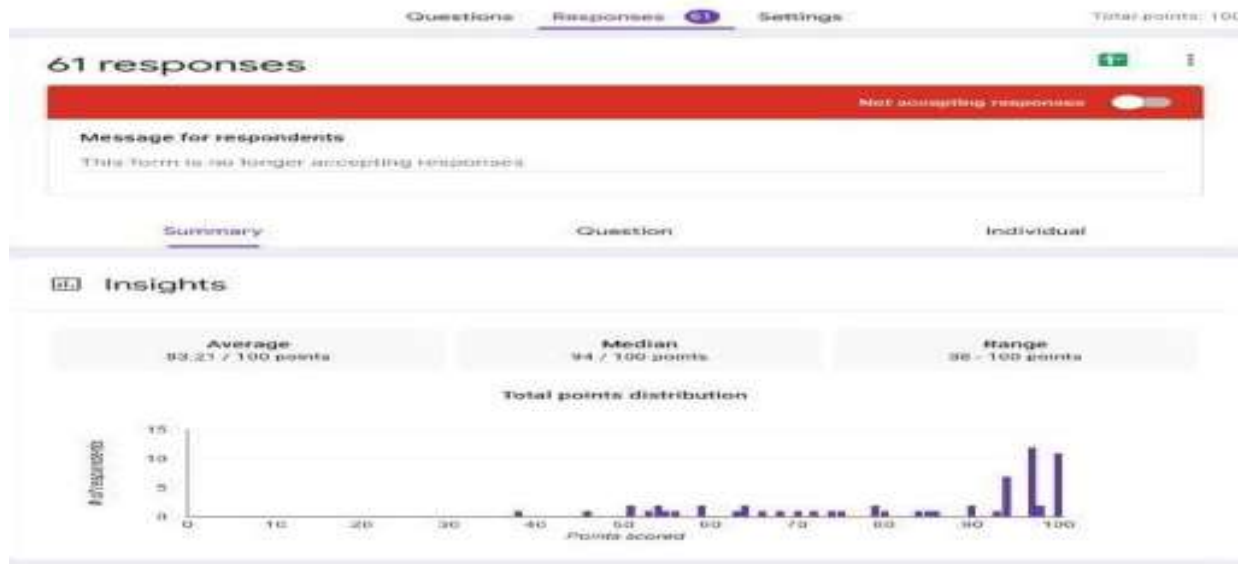 Questions Responses 61 Settings Total points: 100
61 responses
Not accepting responses
Message for respondents
This form is no longer accepting responses
Summary Question Individual
Insights
Average Median Range
83.21 / 100 points 94 / 100 points 38 - 100 points
Total points distribution
15
10
5
0
# of respondents
0 10 20 30 40 50 60 70 80 90 100
Points scored